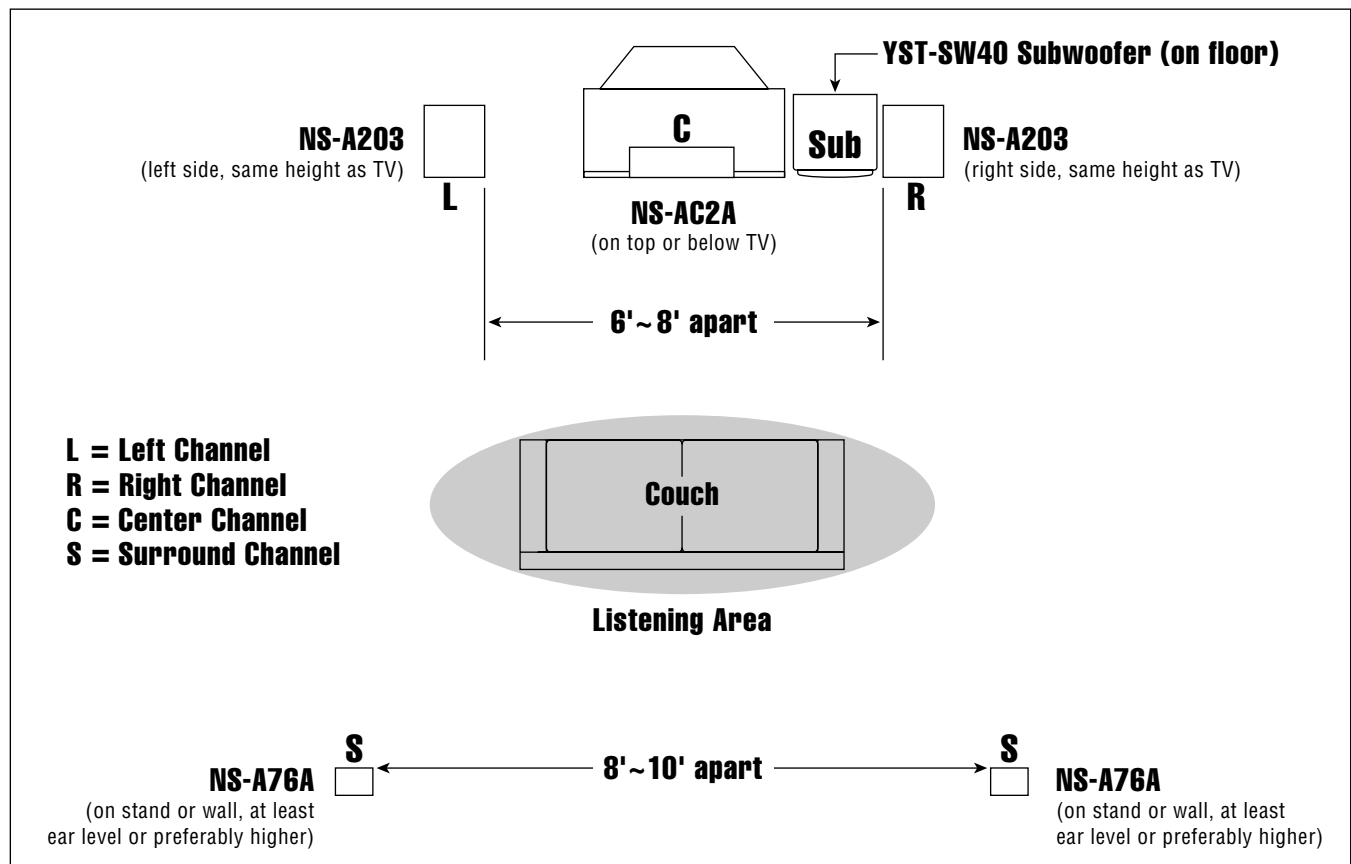 YST-SW40 Subwoofer (on floor)
NS-A203
(left side, same height as TV)
L
C
Sub
NS-A203
(right side, same height as TV)
R
NS-AC2A
(on top or below TV)
6'~8' apart
L = Left Channel
R = Right Channel
C = Center Channel
S = Surround Channel
Couch
Listening Area
S
NS-A76A
(on stand or wall, at least
ear level or preferably higher)
8'~10' apart
S
NS-A76A
(on stand or wall, at least
ear level or preferably higher)